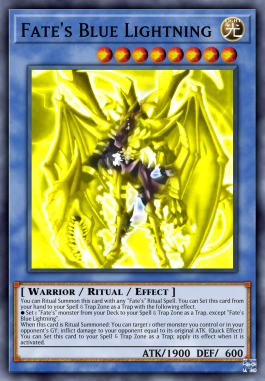 Fate's Blue Lightning
[ Warrior / Ritual / Effect ]
You can Ritual Summon this card with any "Fate's" Ritual Spell. You can Set this card from
your hand to your Spell & Trap Zone as a Trap with the following effect.
● Set 1 "Fate's" monster from your Deck to your Spell & Trap Zone as a Trap, except "Fate's
Blue Lightning".
When this card is Ritual Summoned: You can target 1 other monster you control or in your
opponent's GY; inflict damage to your opponent equal to its original ATK. (Quick Effect):
You can Set this card to your Spell & Trap Zone as a Trap; apply its effect when it is
activated.
ATK/1900 DEF/ 600